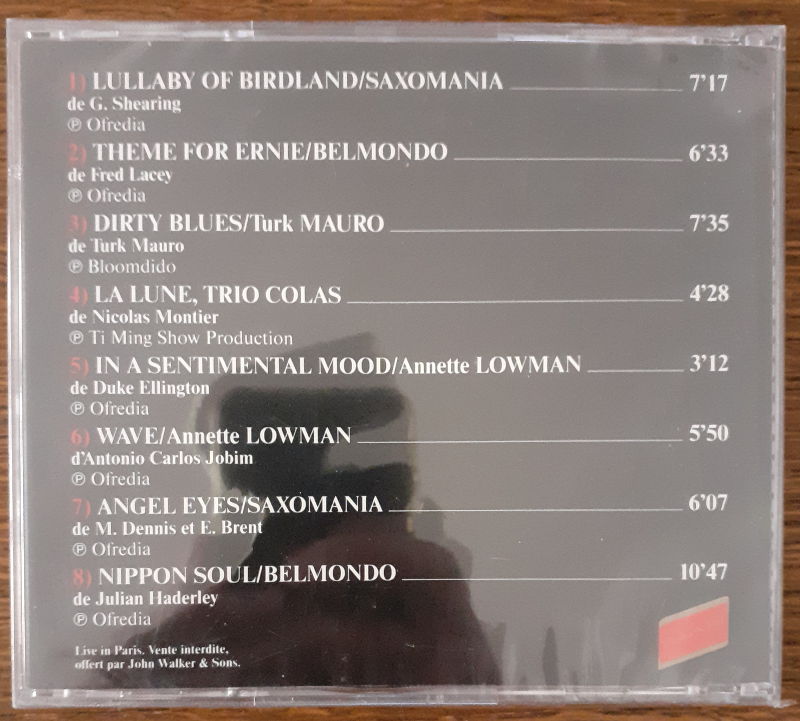 1) LULLABY OF BIRDLAND/SAXOMANIA 7'17
de G. Shearing
℗ Ofredia
2) THEME FOR ERNIE/BELMONDO 6'33
de Fred Lacey
℗ Ofredia
3) DIRTY BLUES/Turk MAURO 7'35
de Turk Mauro
℗ Bloomdido
4) LA LUNE, TRIO COLAS 4'28
de Nicolas Montier
℗ Ti Ming Show Production
5) IN A SENTIMENTAL MOOD/Annette LOWMAN 3'12
de Duke Ellington
℗ Ofredia
6) WAVE/Annette LOWMAN 5'50
d'Antonio Carlos Jobim
℗ Ofredia
7) ANGEL EYES/SAXOMANIA 6'07
de M. Dennis et E. Brent
℗ Ofredia
8) NIPPON SOUL/BELMONDO 10'47
de Julian Haderley
℗ Ofredia
Live in Paris. Vente interdite,
offert par John Walker & Sons.